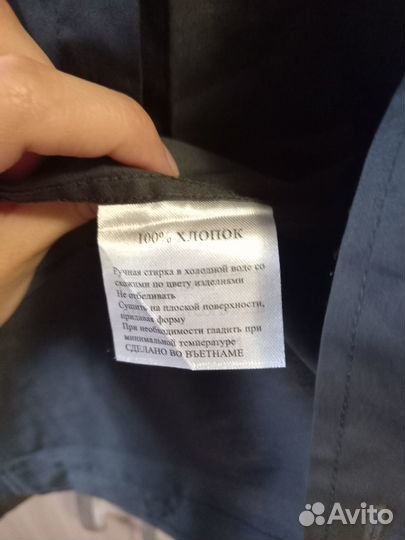 100% ХЛОПОК
Ручная стирка в холодной воде со
схожими по цвету изделиями
Не отбеливать
Сушить на плоской поверхности,
придавая форму
При необходимости гладить при
минимальной температуре
СДЕЛАНО ВО ВЪЕТНАМЕ
Avito